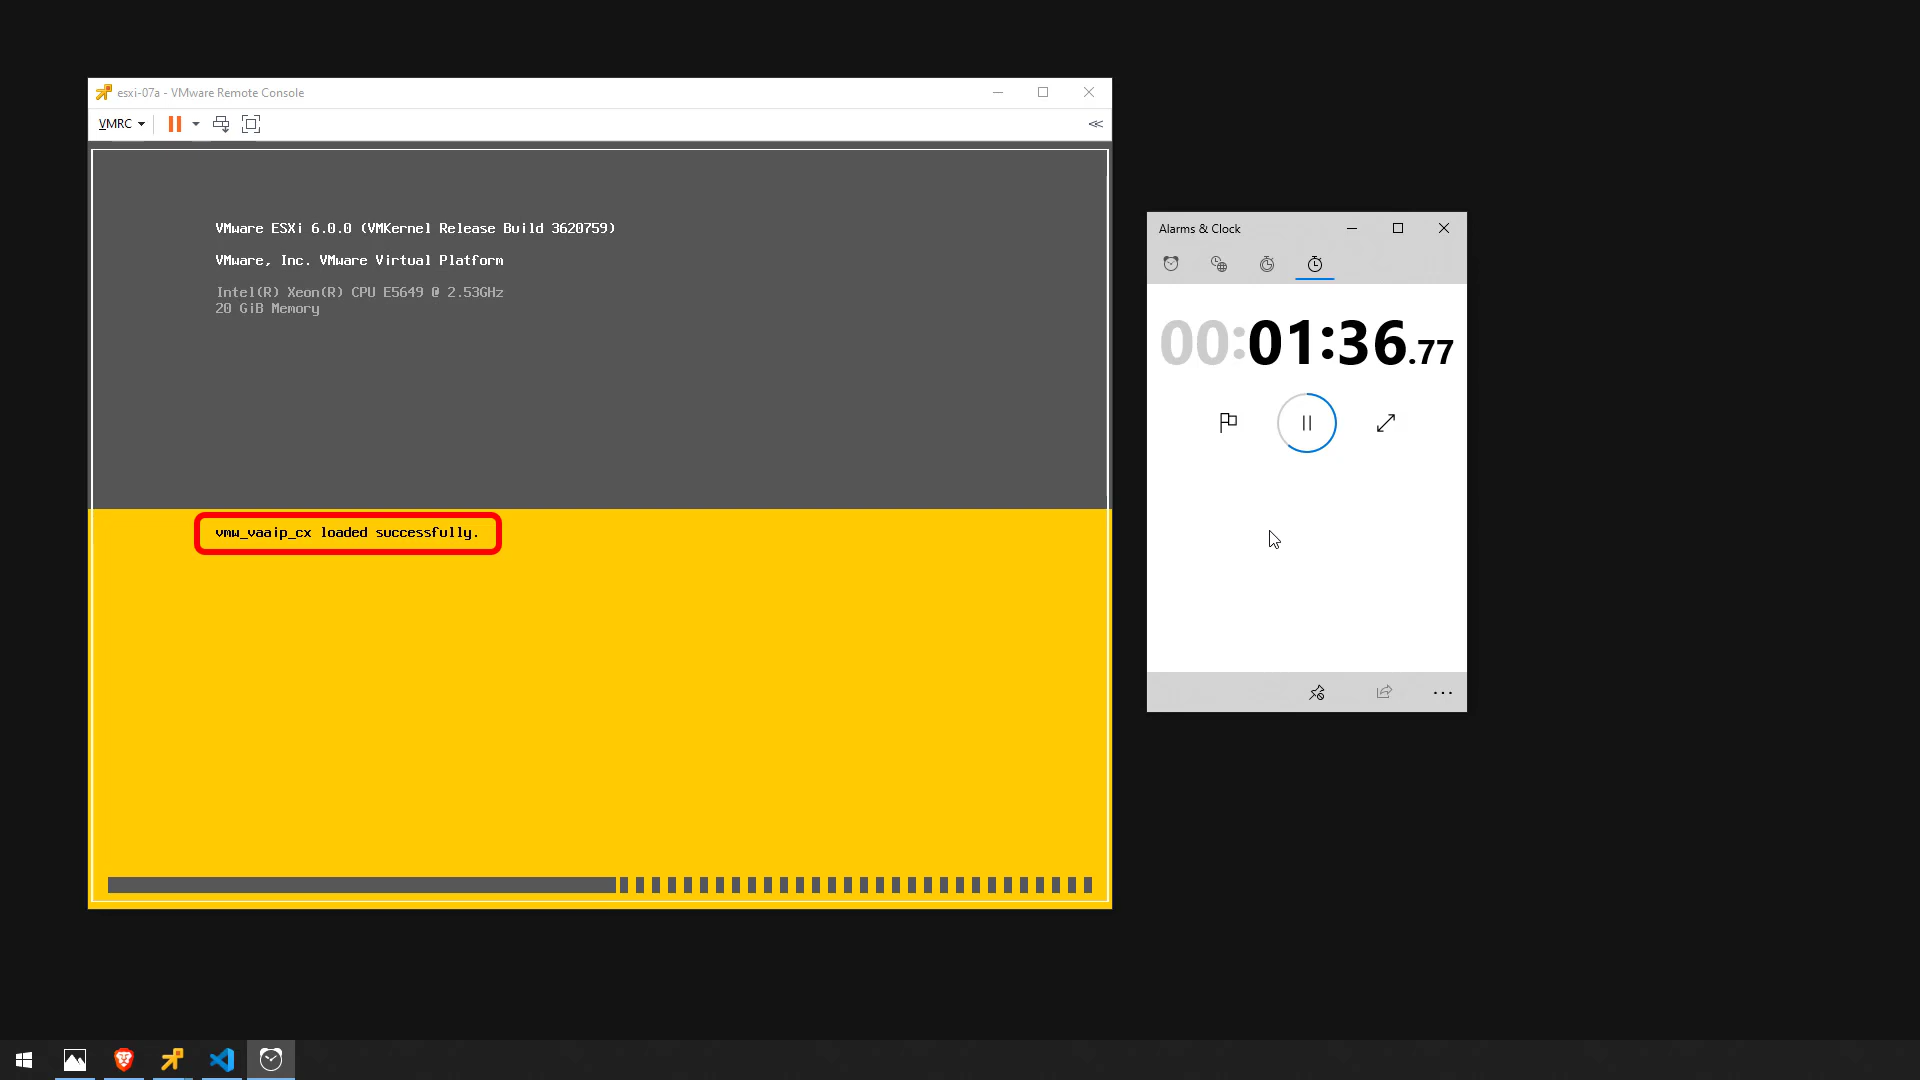 esxi-07a - VMware Remote Console
VMRC
VMware ESXi 6.0.0 (VMKernel Release Build 3620759)
VMware, Inc. VMware Virtual Platform
Intel(R) Xeon(R) CPU E5649 @ 2.53GHz
20 GiB Memory
vmw_vaaip_cx loaded successfully.
Alarms & Clock
00:01:36.77